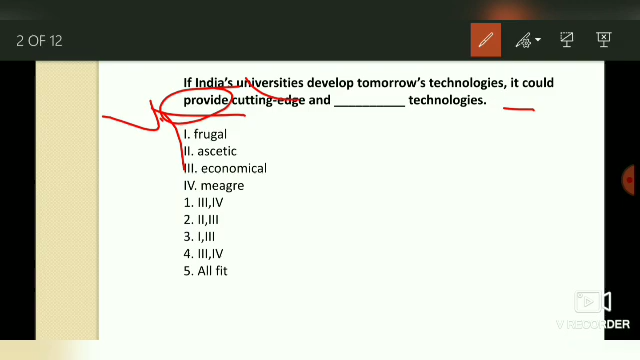 2 OF 12
If India's universities develop tomorrow's technologies, it could
provide cutting-edge and __________ technologies.
I. frugal
II. ascetic
III. economical
IV. meagre
1. III,IV
2. II,III
3. I,III
4. III,IV
5. All fit
V RECORDER